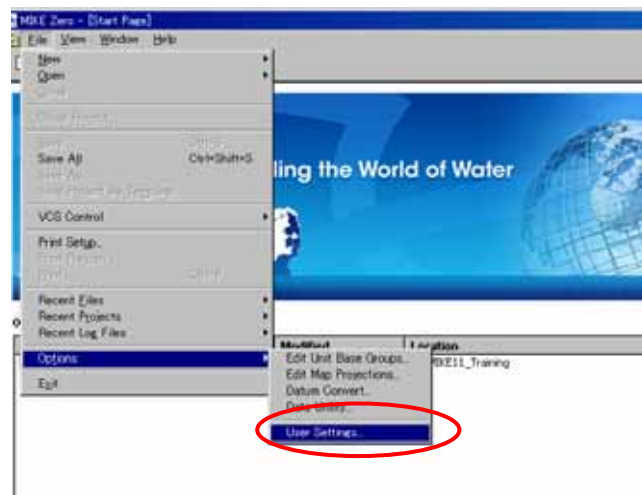 MIKE Zero - [Start Page]
File View Window Help
New
Open
Save All Ctrl+Shift+S
VCS Control
Print Setup...
Recent Files
Recent Projects
Recent Log Files
Options
Exit
ling the World of Water
Modified Location
MIKE11_Training
Edit Unit Base Groups...
Edit Map Projections...
Datum Convert...
Data Utility...
User Settings...